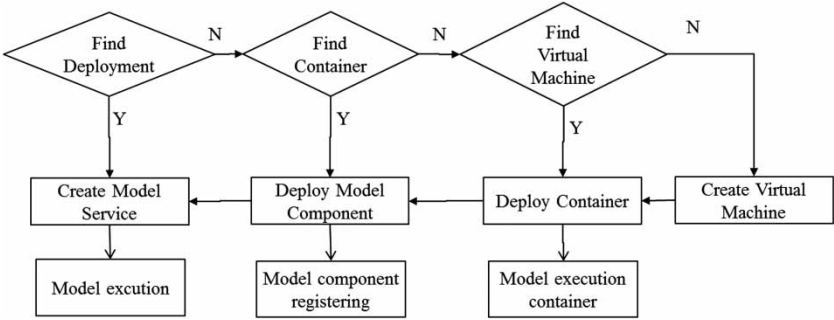 Find
Deployment
N
Find
Container
N
Find
Virtual
Machine
N
Y
Y
Y
Create Model
Service
Deploy Model
Component
Deploy Container
Create Virtual
Machine
Model excution
Model component
registering
Model execution
container